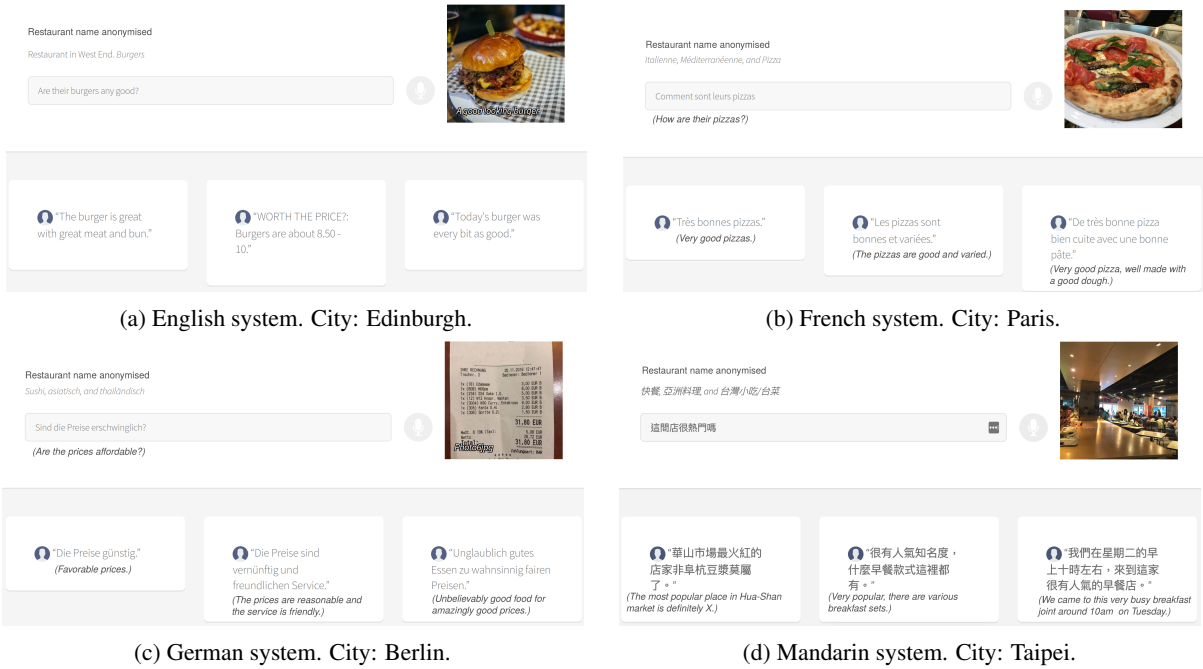 Restaurant name anonymised
Restaurant in West End. Burgers
Are their burgers any good?
A good looking burger
"The burger is great
with great meat and bun."
"WORTH THE PRICE?:
Burgers are about 8.50 -
10."
"Today's burger was
every bit as good."
(a) English system. City: Edinburgh.
Restaurant name anonymised
Italienne, Méditerranéenne, and Pizza
Comment sont leurs pizzas
(How are their pizzas?)
"Très bonnes pizzas."
(Very good pizzas.)
"Les pizzas sont
bonnes et variées."
(The pizzas are good and varied.)
"De très bonne pizza
bien cuite avec une bonne
pâte."
(Very good pizza, well made with
a good dough.)
(b) French system. City: Paris.
Restaurant name anonymised
Sushi, asiatisch, and thailändisch
Sind die Preise erschwinglich?
(Are the prices affordable?)
31.80 EUR
31.80 EUR
"Die Preise günstig."
(Favorable prices.)
"Die Preise sind
vernünftig und
freundlichen Service."
(The prices are reasonable and
the service is friendly.)
"Unglaublich gutes
Essen zu wahnsinnig fairen
Preisen."
(Unbelievably good food for
amazingly good prices.)
(c) German system. City: Berlin.
Restaurant name anonymised
快餐, 亞洲料理, and 台灣小吃/台菜
這間店很熱門嗎
"華山市場最火紅的
店家非阜杭豆漿莫屬
了。"
(The most popular place in Hua-Shan
market is definitely X.)
"很有人氣知名度，
什麼早餐款式這裡都
有。"
(Very popular, there are various
breakfast sets.)
"我們在星期二的早
上十時左右，來到這家
很有人氣的早餐店。"
(We came to this very busy breakfast
joint around 10am on Tuesday.)
(d) Mandarin system. City: Taipei.